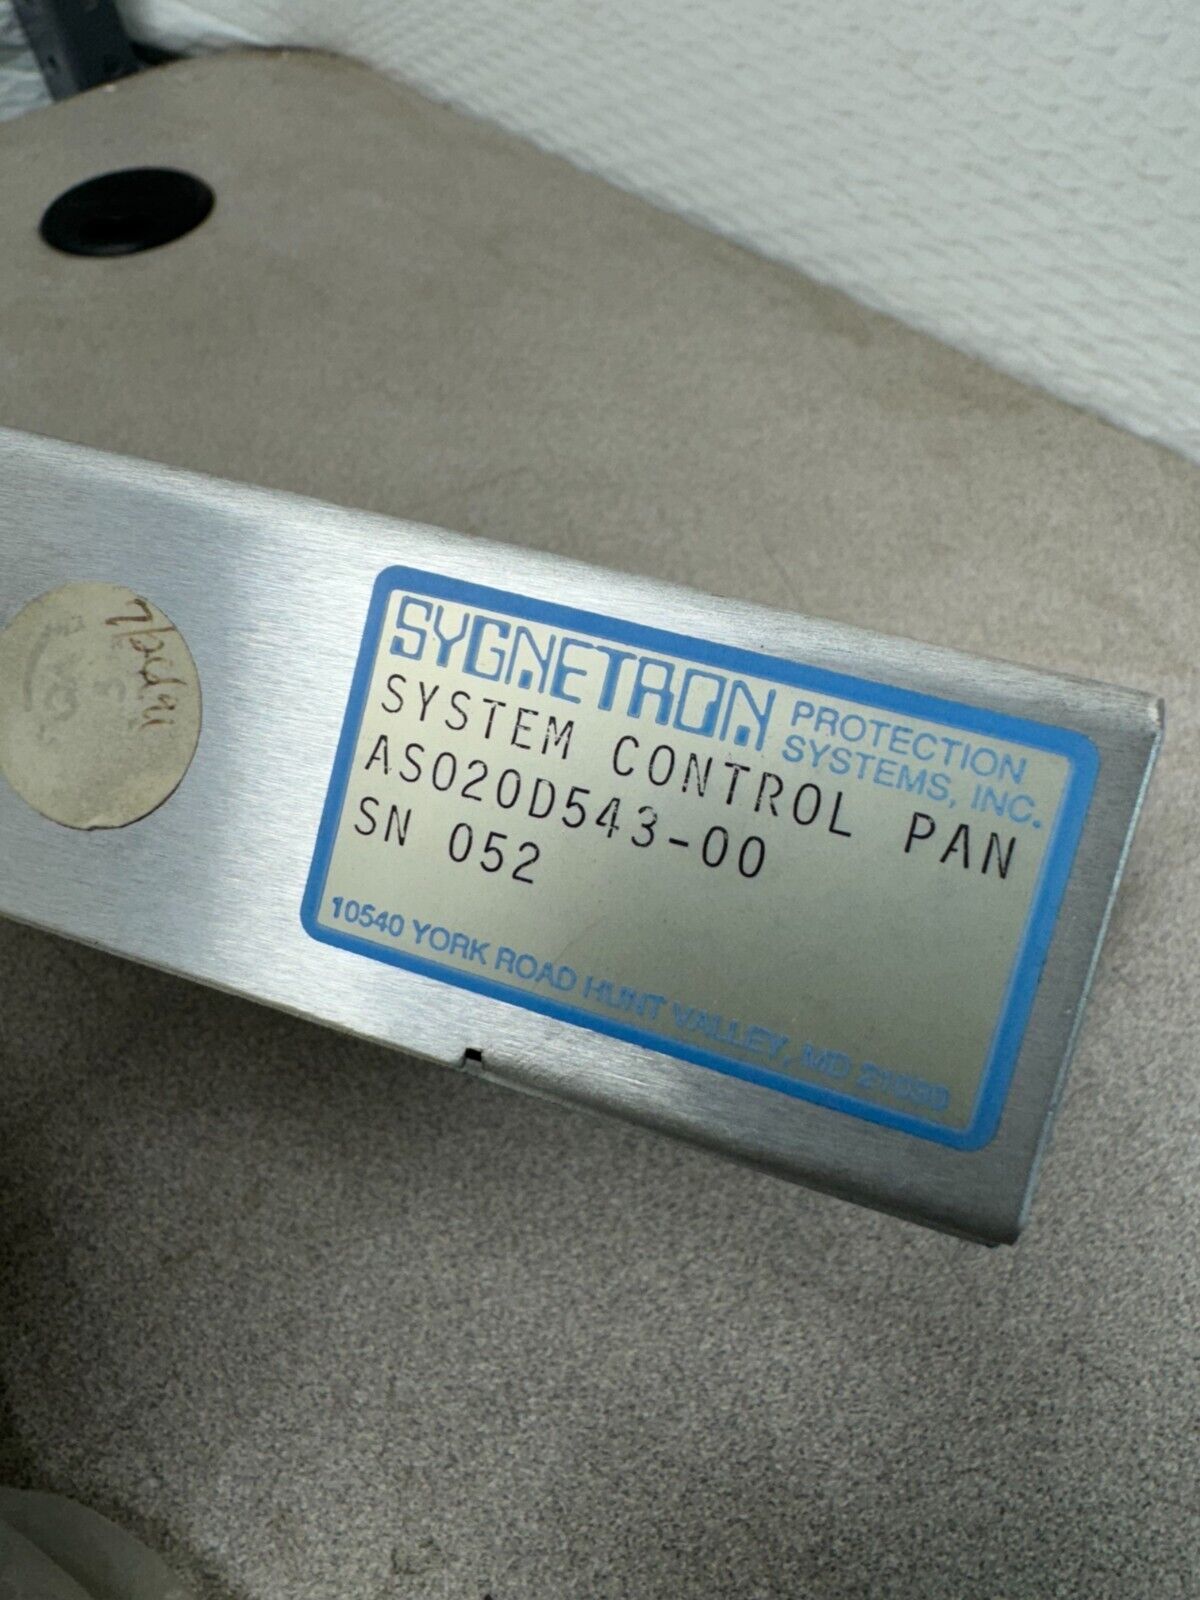 SYGNETRON PROTECTION SYSTEMS, INC.
SYSTEM CONTROL PAN
AS020D543-00
SN 052
10540 YORK ROAD HUNT VALLEY, MD 21030